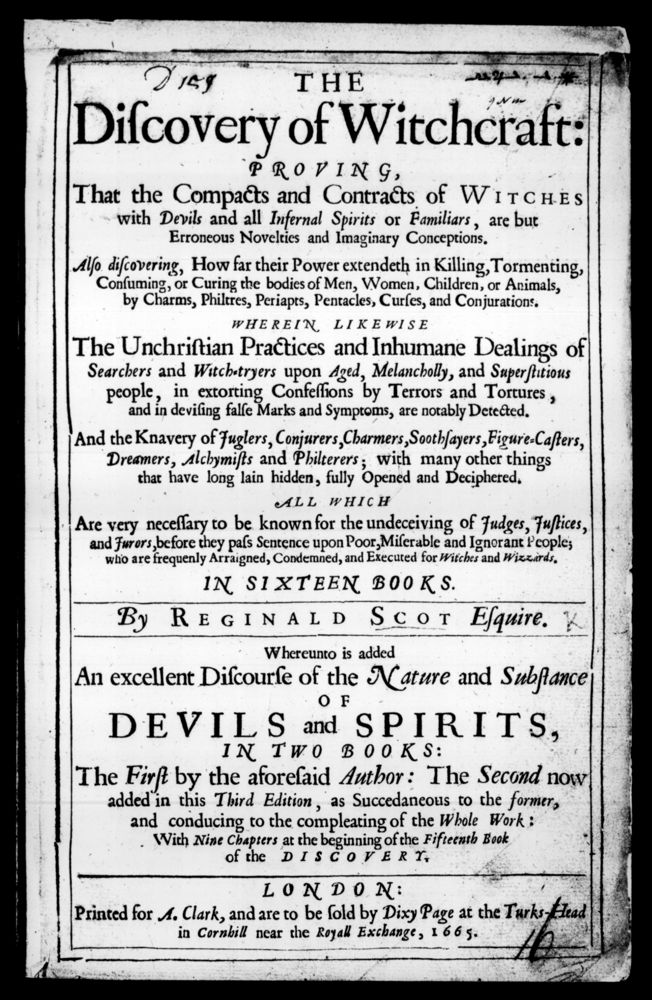 THE
Diſcovery of Witchcraft:
PROVING,
That the Compacts and Contracts of WITCHES
with Devils and all Infernal Spirits or Familiars, are but
Erroneous Novelties and Imaginary Conceptions.
Alſo diſcovering, How far their Power extendeth in Killing, Tormenting,
Conſuming, or Curing the bodies of Men, Women, Children, or Animals,
by Charms, Philtres, Periapts, Pentacles, Curſes, and Conjurations.
WHEREIN LIKEWISE
The Unchriſtian Practices and Inhumane Dealings of
Searchers and Witch-tryers upon Aged, Melancholly, and Superſtitious
people, in extorting Confeſſions by Terrors and Tortures,
and in deviſing falſe Marks and Symptoms, are notably Detected.
And the Knavery of Juglers, Conjurers, Charmers, Soothſayers, Figure-Caſters,
Dreamers, Alchymiſts and Philterers; with many other things
that have long lain hidden, fully Opened and Deciphered.
ALL WHICH
Are very neceſſary to be known for the undeceiving of Judges, Juſtices,
and Jurors, before they paſs Sentence upon Poor, Miſerable and Ignorant People;
who are frequenly Arraigned, Condemned, and Executed for Witches and Wizzards.
IN SIXTEEN BOOKS.
By REGINALD SCOT Eſquire.
Whereunto is added
An excellent Diſcourſe of the Nature and Subſtance
OF
DEVILS and SPIRITS,
IN TWO BOOKS:
The Firſt by the aforeſaid Author: The Second now
added in this Third Edition, as Succedaneous to the former,
and conducing to the compleating of the Whole Work:
With Nine Chapters at the beginning of the Fifteenth Book
of the DISCOVERY.
LONDON:
Printed for A. Clark, and are to be ſold by Dixy Page at the Turks-Head
in Cornhill near the Royall Exchange, 1665.
16